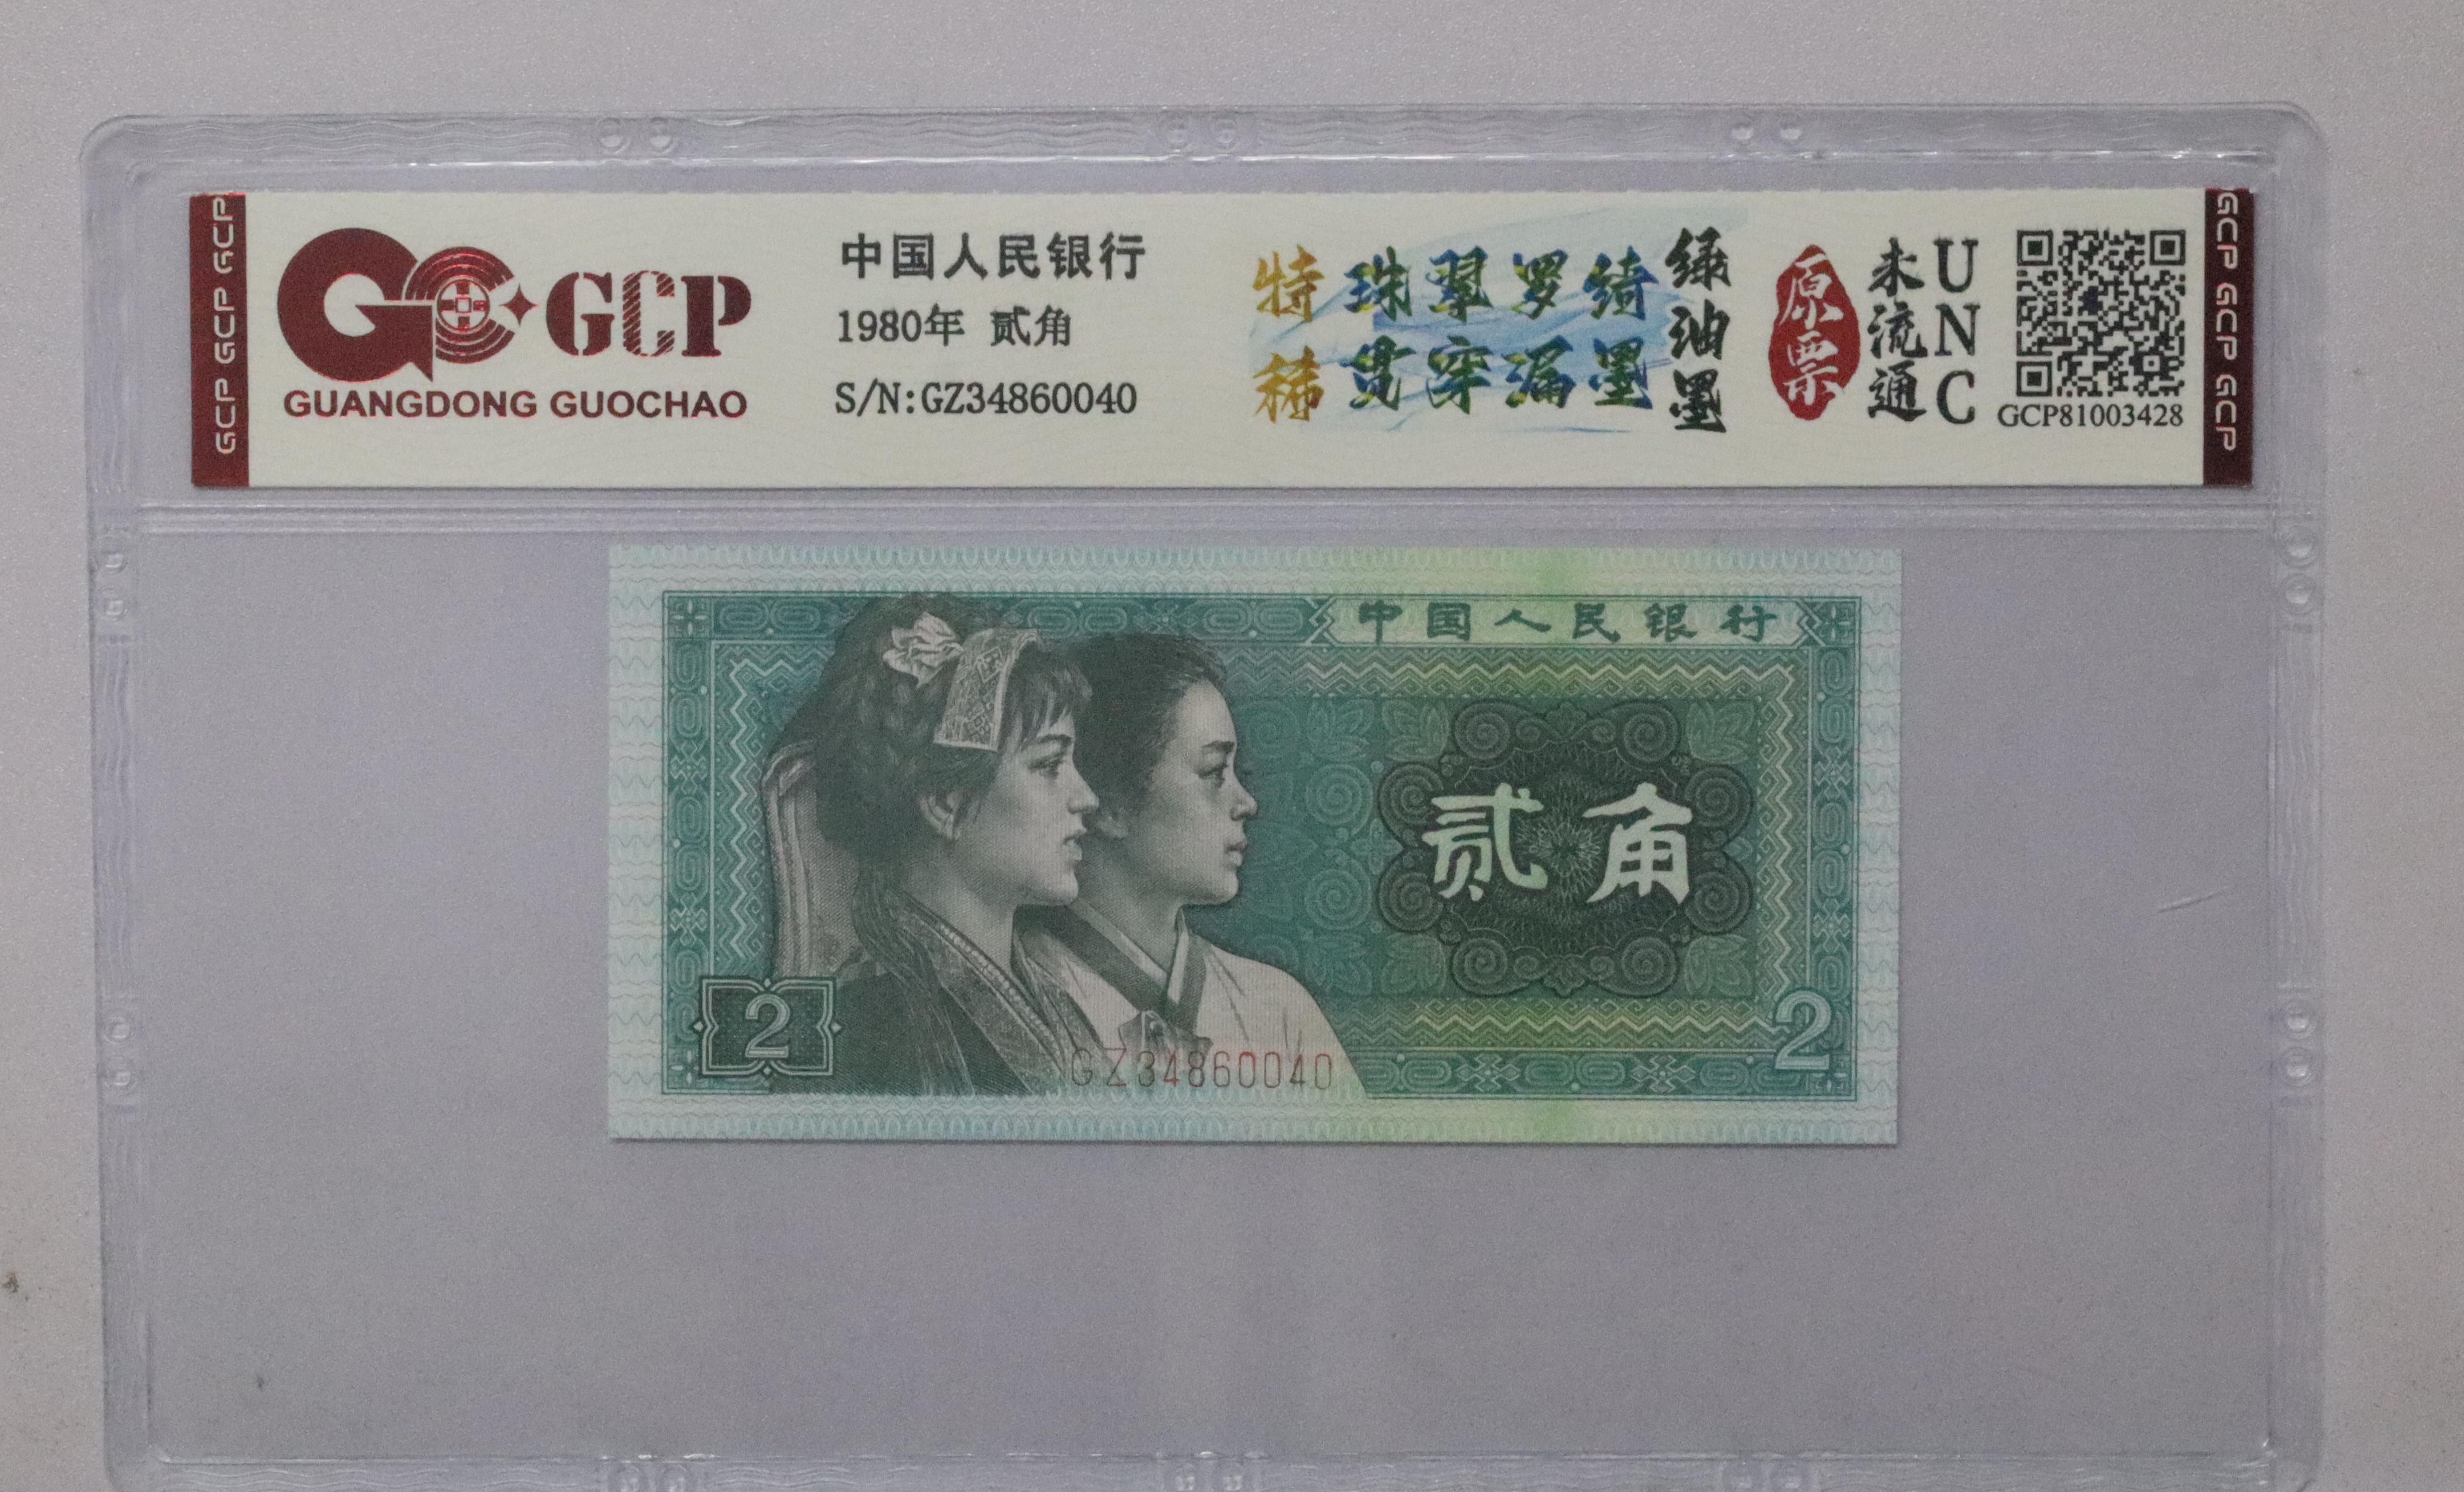 GCP GCP GCP
GCP
GUANGDONG GUOCHAO
中国人民银行
1980年 贰角
S/N:GZ34860040
特稀
珠翠罗绮
贯穿漏墨
绿油墨
原票
未流通
UNC
GCP81003428
GCP GCP GCP
中国人民银行
贰角
2
GZ34860040
2